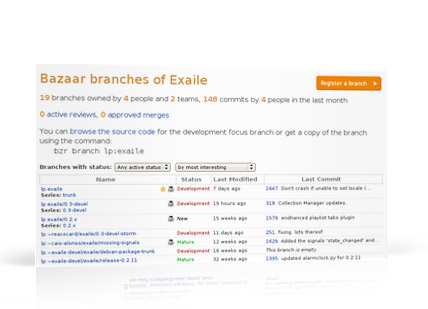 Bazaar branches of Exaile
Register a branch
19 branches owned by 4 people and 2 teams, 148 commits by 4 people in the last month
0 active reviews, 0 approved merges
You can browse the source code for the development focus branch or get a copy of the branch
using the command:
bzr branch lp:exaile
Branches with status: Any active status by most interesting
Name Status Last Modified Last Commit
lp:exaile Development 7 days ago 1847. Don't crash if unable to set locale (...
Series: trunk
lp:exaile/0.3-devel Development 19 hours ago 318. Collection Manager updates.
Series: 0.3-devel
lp:exaile/0.2.x New 15 weeks ago 1579. endhanced playlist tabs plugin
Series: 0.2.x
lp:~reacocard/exaile/0.3-devel-storm Development 11 days ago 251. fixing lots thereof
lp:~caio-alonso/exaile/missing-signals Mature 12 weeks ago 1629. Added the signals 'state_changed' and...
lp:~exaile-devel/exaile/debian-package-trunk Development 16 weeks ago This branch is empty.
lp:~exaile-devel/exaile/release-0.2.11 Mature 32 weeks ago 1395. updated alarmclock.py for 0.2.11